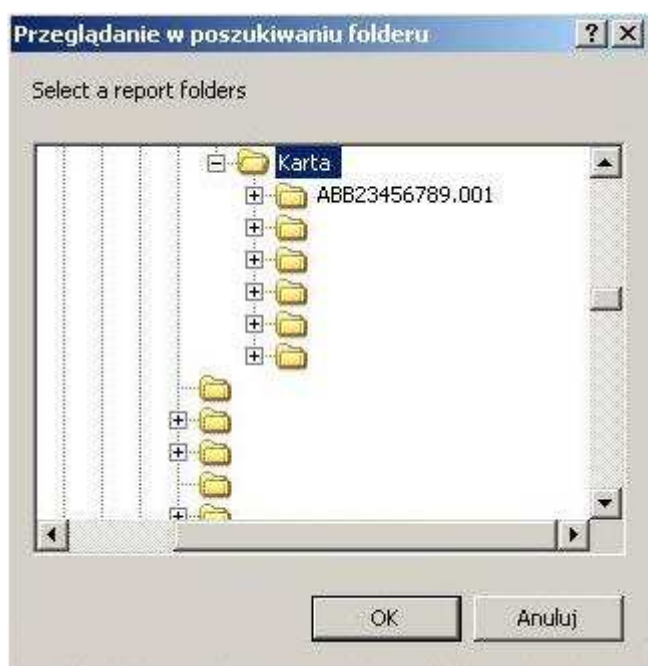 Przeglądanie w poszukiwaniu folderu
Select a report folders
Karta
ABB23456789.001
OK
Anuluj